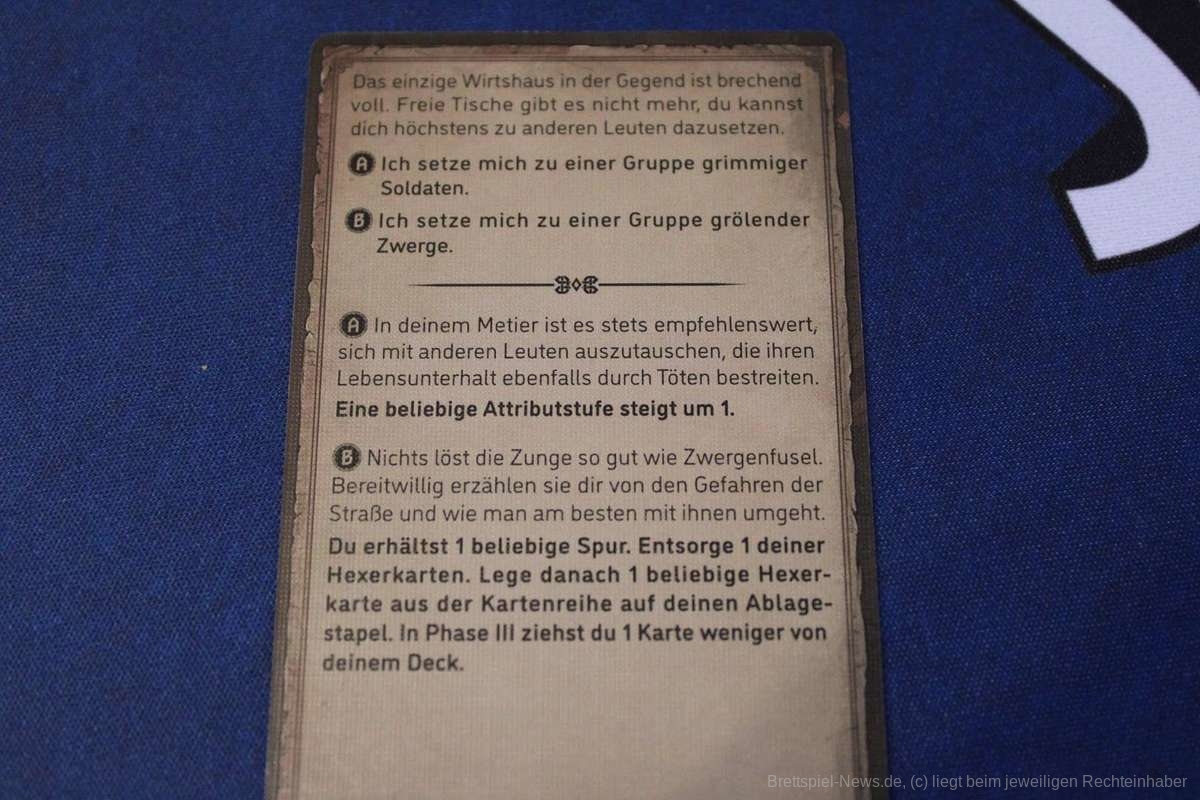 Das einzige Wirtshaus in der Gegend ist brechend
voll. Freie Tische gibt es nicht mehr, du kannst
dich höchstens zu anderen Leuten dazusetzen.
A Ich setze mich zu einer Gruppe grimmiger
Soldaten.
B Ich setze mich zu einer Gruppe grölender
Zwerge.
A In deinem Metier ist es stets empfehlenswert,
sich mit anderen Leuten auszutauschen, die ihren
Lebensunterhalt ebenfalls durch Töten bestreiten.
Eine beliebige Attributstufe steigt um 1.
B Nichts löst die Zunge so gut wie Zwergenfusel.
Bereitwillig erzählen sie dir von den Gefahren der
Straße und wie man am besten mit ihnen umgeht.
Du erhältst 1 beliebige Spur. Entsorge 1 deiner
Hexerkarten. Lege danach 1 beliebige Hexer-
karte aus der Kartenreihe auf deinen Ablage-
stapel. In Phase III ziehst du 1 Karte weniger von
deinem Deck.
Brettspiel-News.de, (c) liegt beim jeweiligen Rechteinhaber